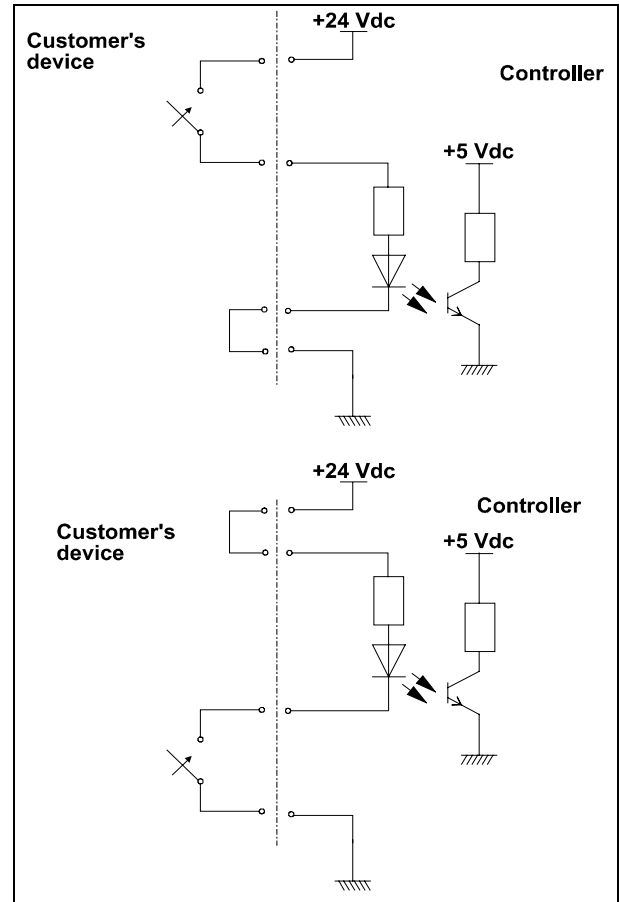 +24 Vdc
Customer's
device
Controller
+5 Vdc
+24 Vdc
Controller
Customer's
device
+5 Vdc